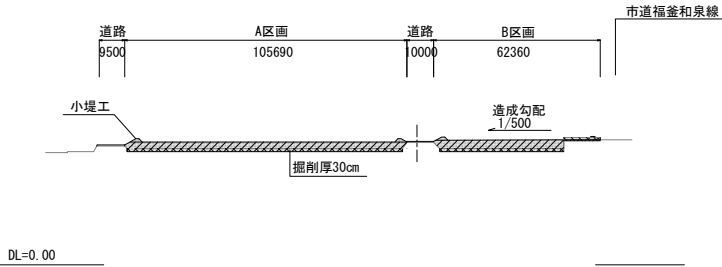 市道福釜和泉線
道路
A区画
道路
B区画
9500
105690
10000
62360
小堤工
造成勾配
1/500
掘削厚30cm
DL=0.00